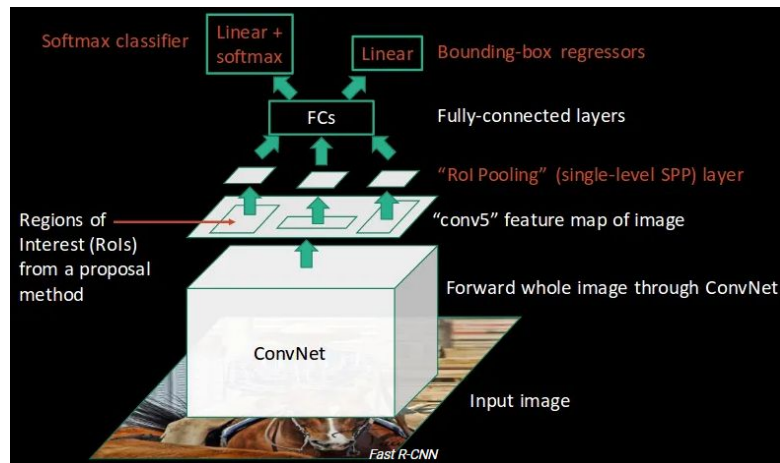 Softmax classifier
Linear +
softmax
Linear
Bounding-box regressors
FCs
Fully-connected layers
"RoI Pooling" (single-level SPP) layer
Regions of
Interest (RoIs)
from a proposal
method
"conv5" feature map of image
Forward whole image through ConvNet
ConvNet
Input image
Fast R-CNN